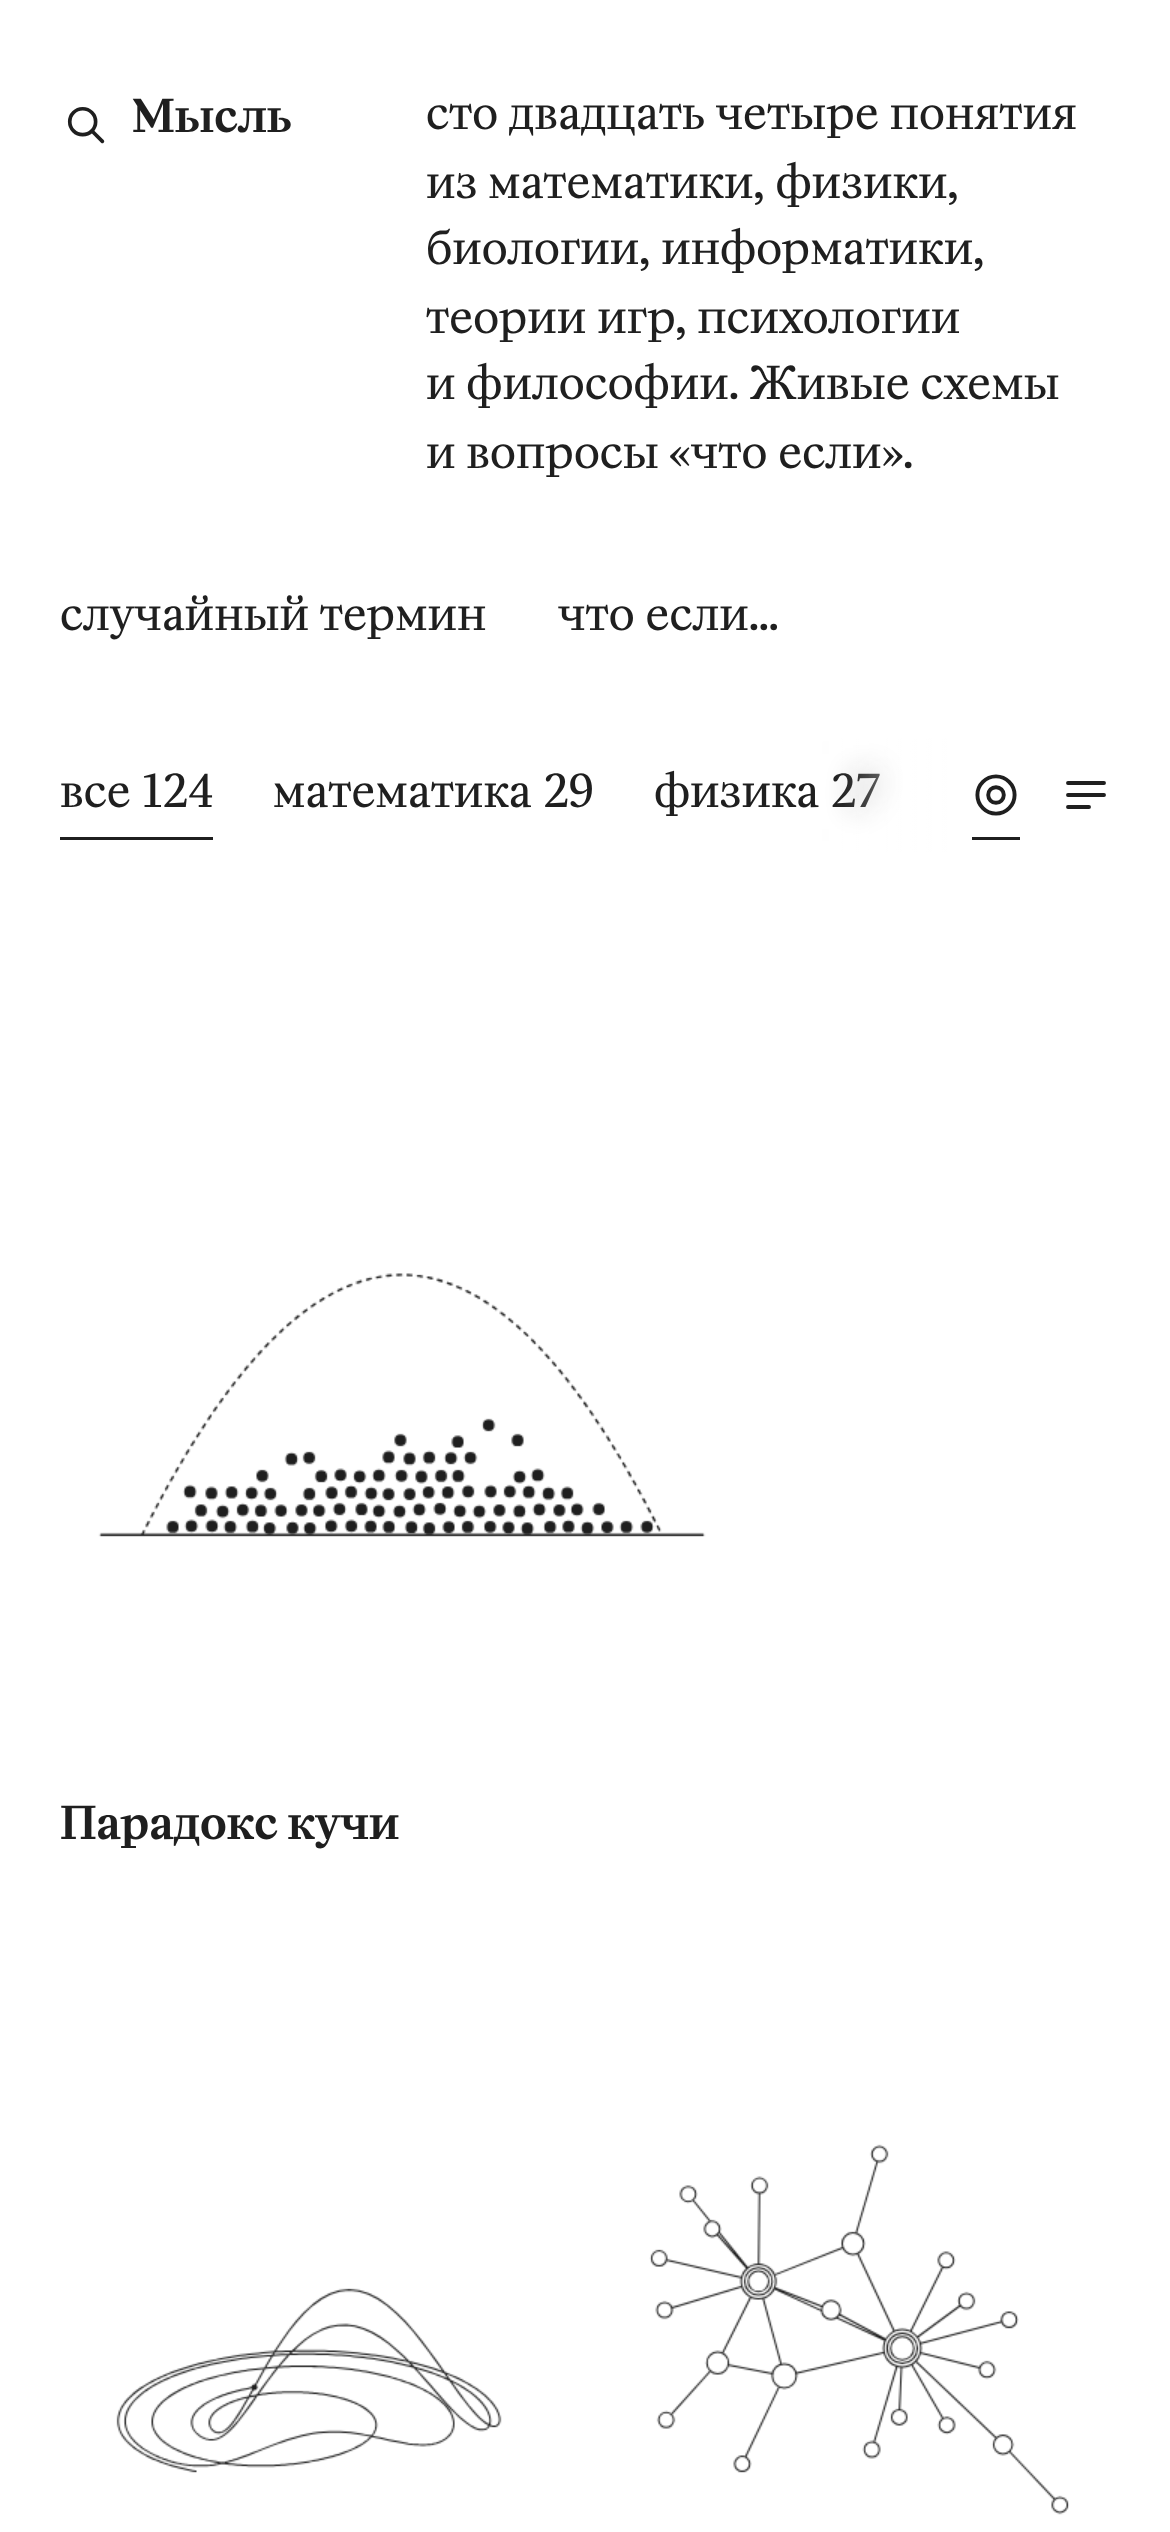 Мысль
сто двадцать четыре понятия
из математики, физики,
биологии, информатики,
теории игр, психологии
и философии. Живые схемы
и вопросы «что если».
случайный термин что если...
все 124 математика 29 физика 27
Парадокс кучи